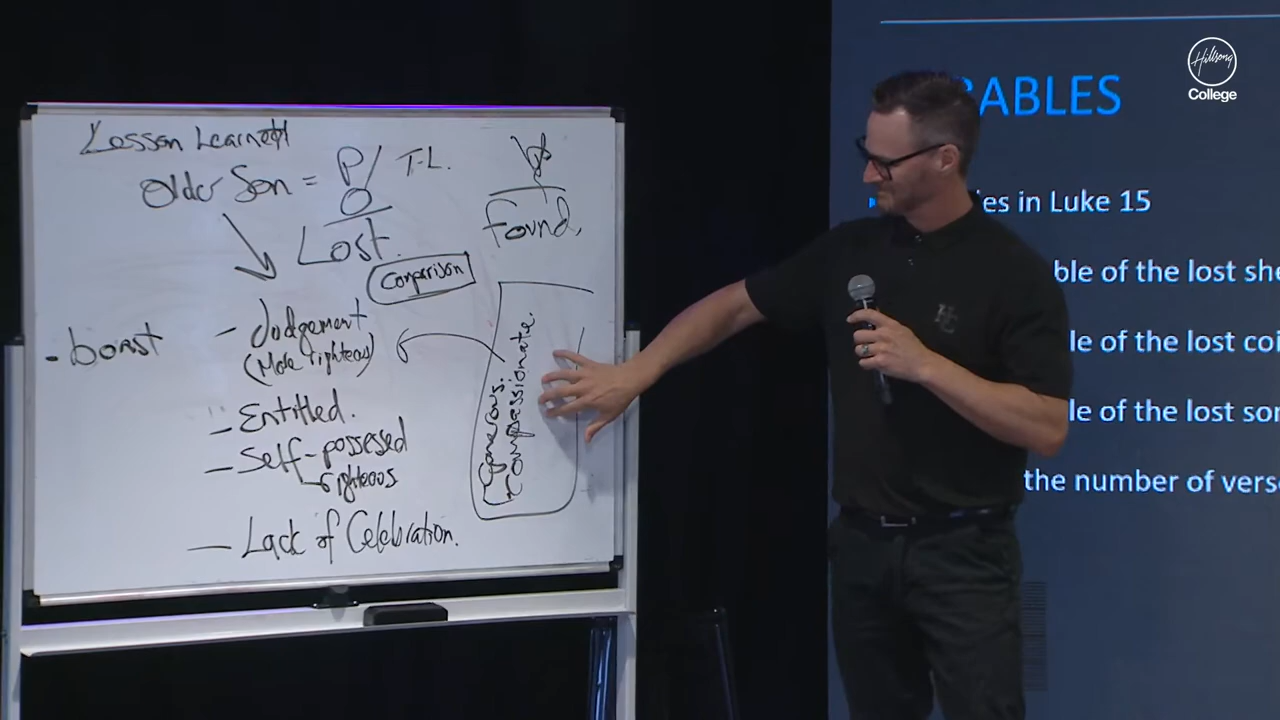 Lesson Learned
Older Son = P/ T-L.
O
Lost.
Found.
Comparison
- Judgement
(More righteous)
• boast
- Entitled.
- Self-possessed
righteous
- Lack of Celebration.
Generous.
Compassionate.
Hillsong
College
ABLES
es in Luke 15
ble of the lost she
le of the lost coi
le of the lost son
the number of verse
HC